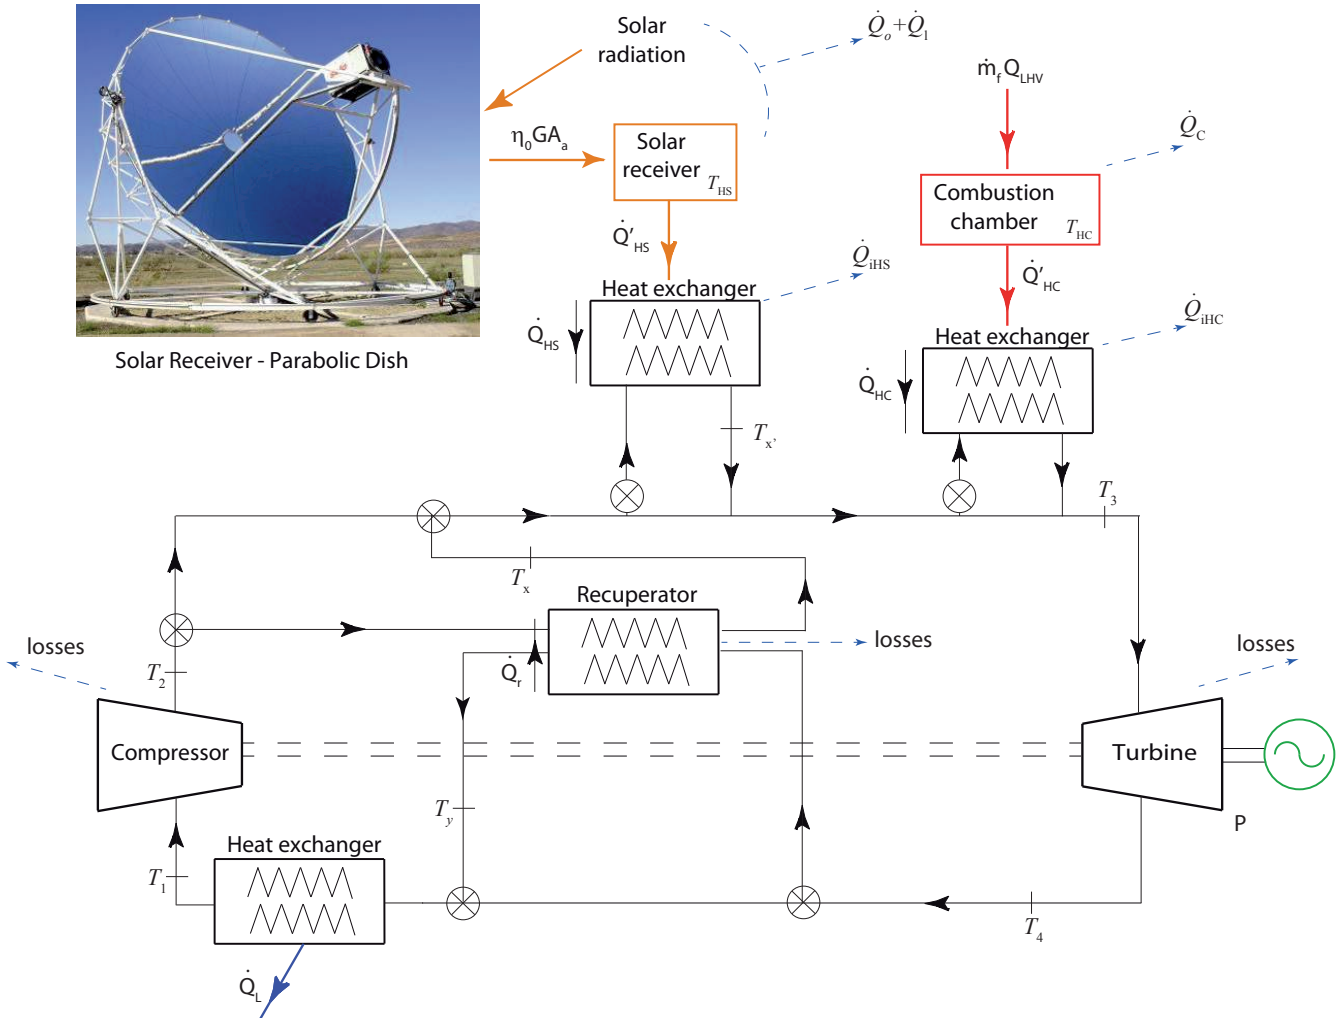 Solar
radiation
Q̇o+Q̇l
ṁfQLHV
η0GAa
Solar
receiver
THS
Q̇C
Combustion
chamber
THC
Q̇'HS
Q̇iHS
Q̇'HC
Q̇iHC
Heat exchanger
Q̇HS
Heat exchanger
Q̇HC
Solar Receiver - Parabolic Dish
Tx'
T3
Tx
Recuperator
losses
losses
losses
T2
Q̇r
Compressor
Turbine
Ty
P
Heat exchanger
T1
T4
Q̇L